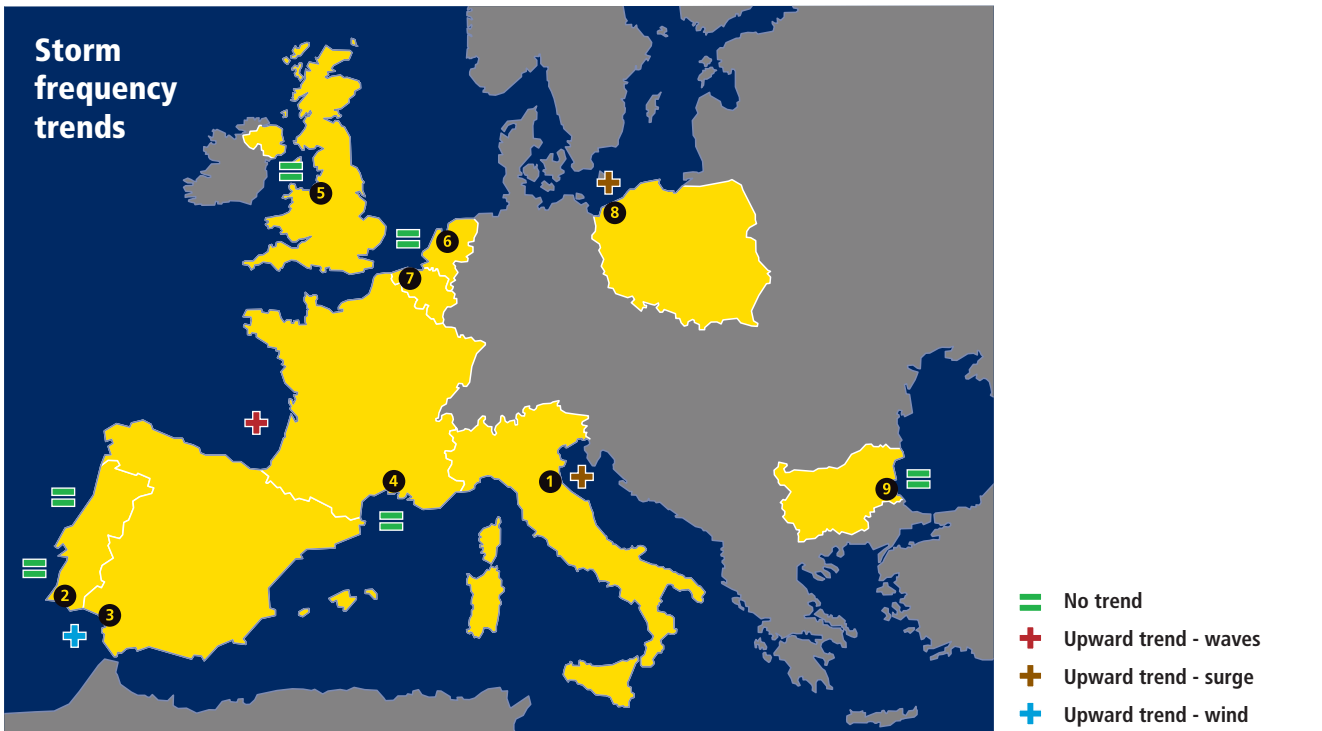 Storm
frequency
trends
5
8
6
7
4
1
9
2
3
No trend
Upward trend - waves
Upward trend - surge
Upward trend - wind